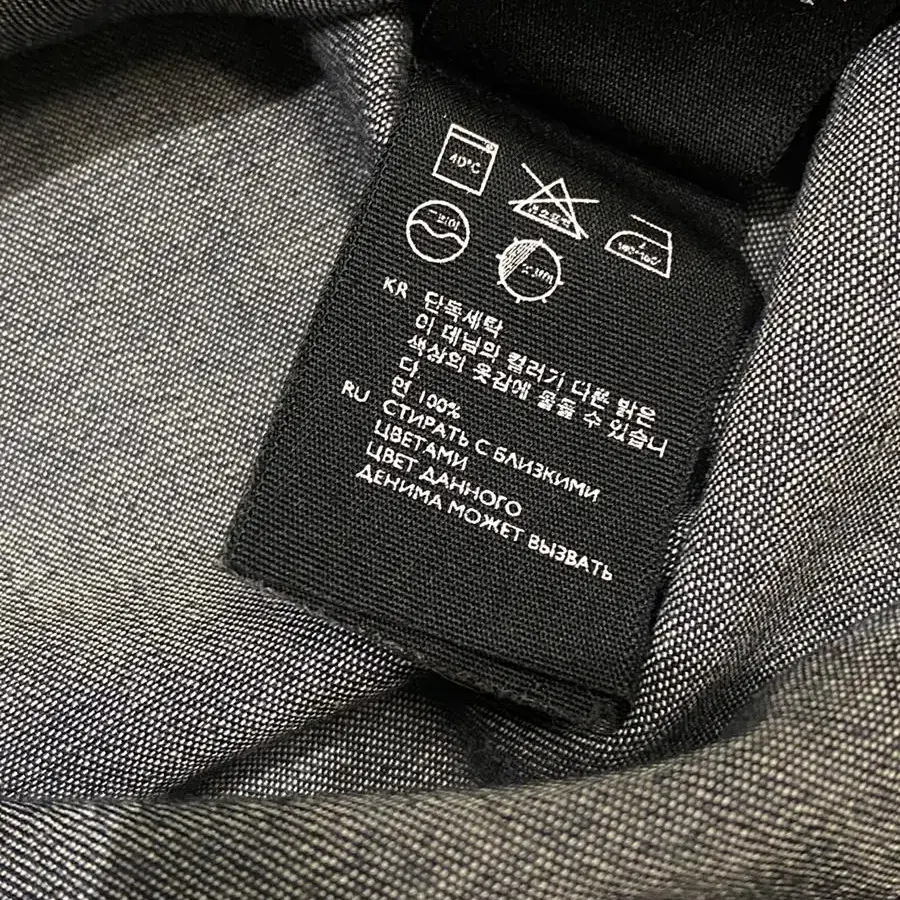 40°C
KR 단독세탁
이 데님의 컬러가 다른 밝은
색상의 옷감에 물들 수 있습니
다.
면 100%
RU СТИРАТЬ С БЛИЗКИМИ
ЦВЕТАМИ
ЦВЕТ ДАННОГО
ДЕНИМА МОЖЕТ ВЫЗВАТЬ